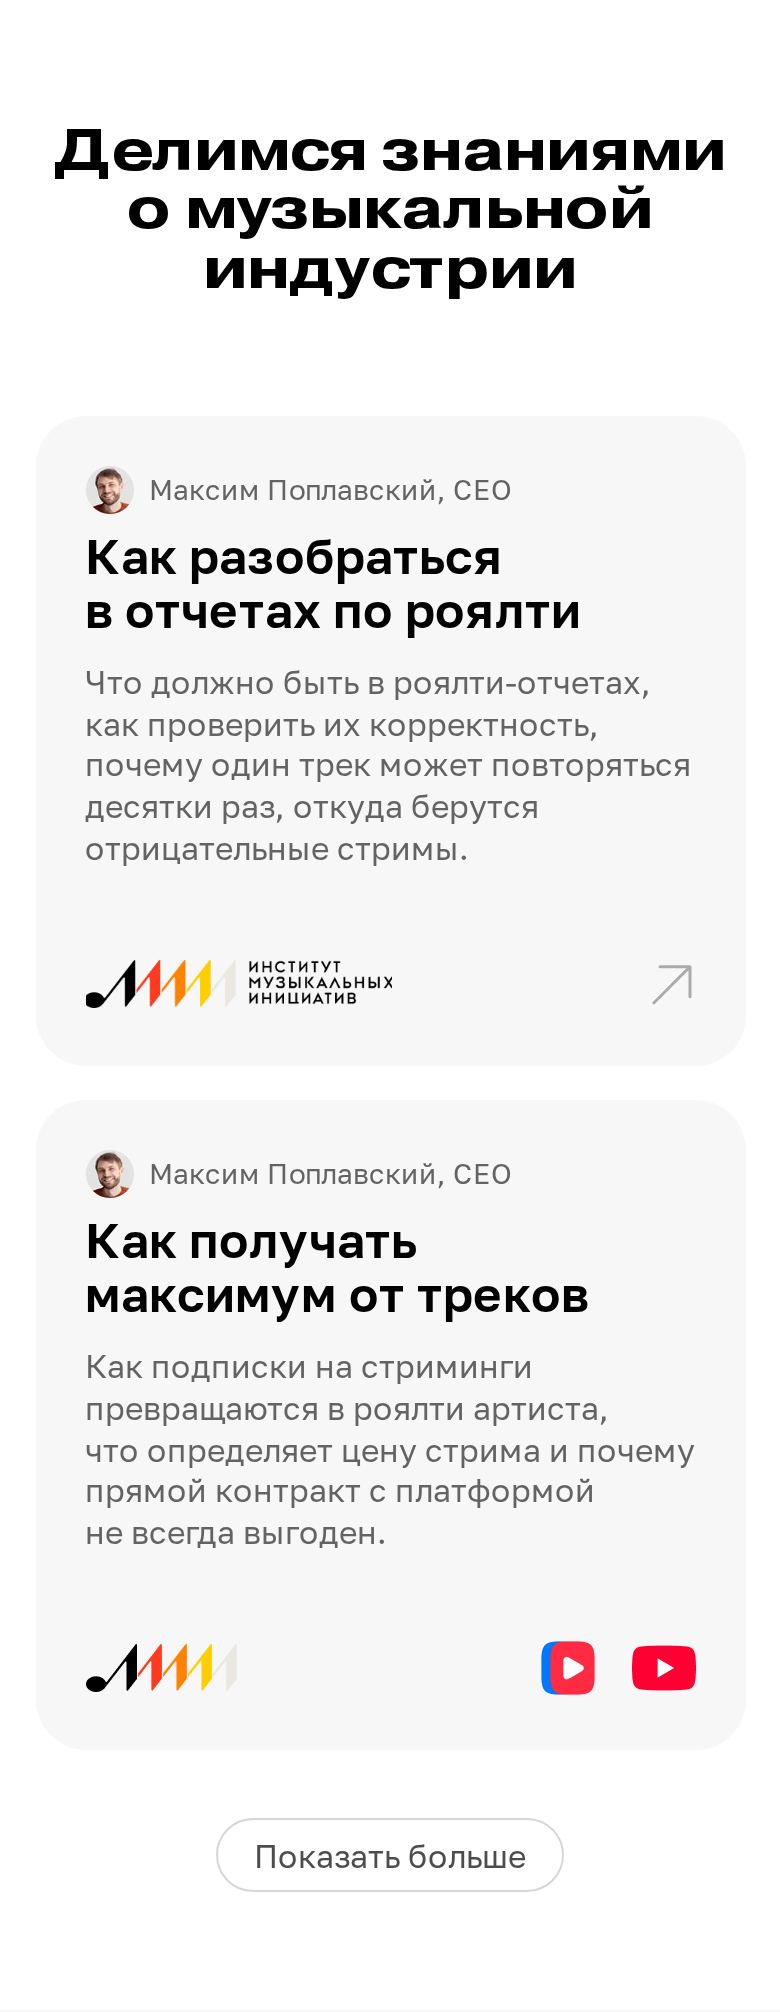 Делимся знаниями
о музыкальной
индустрии
Максим Поплавский, CEO
Как разобраться
в отчетах по роялти
Что должно быть в роялти-отчетах,
как проверить их корректность,
почему один трек может повторяться
десятки раз, откуда берутся
отрицательные стримы.
ИНСТИТУТ
МУЗЫКАЛЬНЫХ
ИНИЦИАТИВ
Максим Поплавский, CEO
Как получать
максимум от треков
Как подписки на стриминги
превращаются в роялти артиста,
что определяет цену стрима и почему
прямой контракт с платформой
не всегда выгоден.
Показать больше